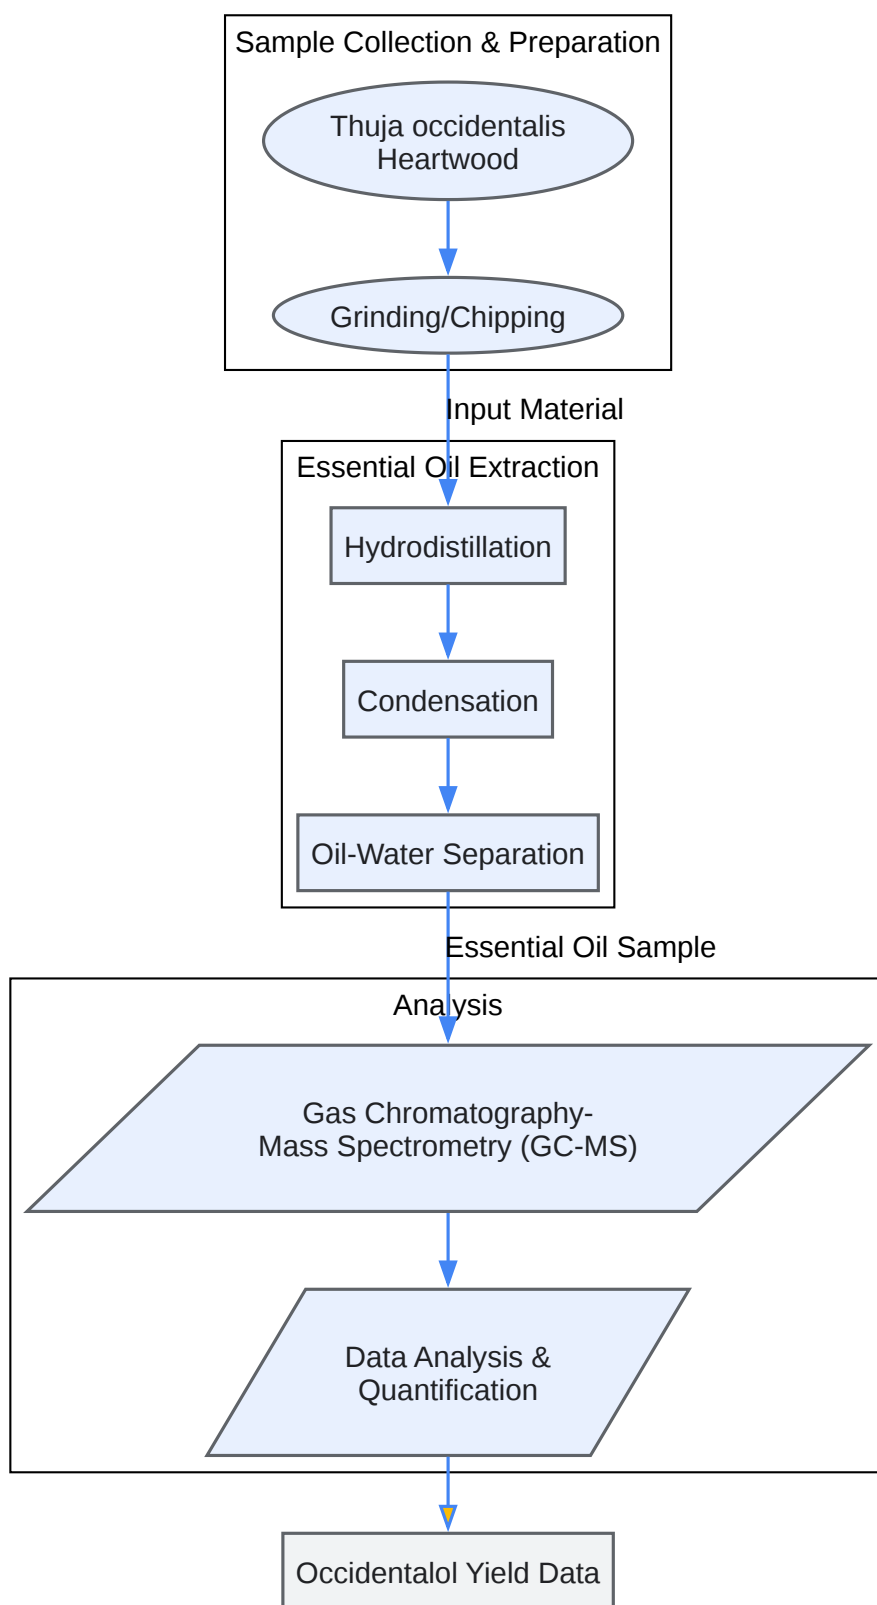 Sample Collection & Preparation
Thuja occidentalis
Heartwood
Grinding/Chipping
Input Material
Essential Oil Extraction
Hydrodistillation
Condensation
Oil-Water Separation
Essential Oil Sample
Analysis
Gas Chromatography-
Mass Spectrometry (GC-MS)
Data Analysis &
Quantification
Occidentalol Yield Data